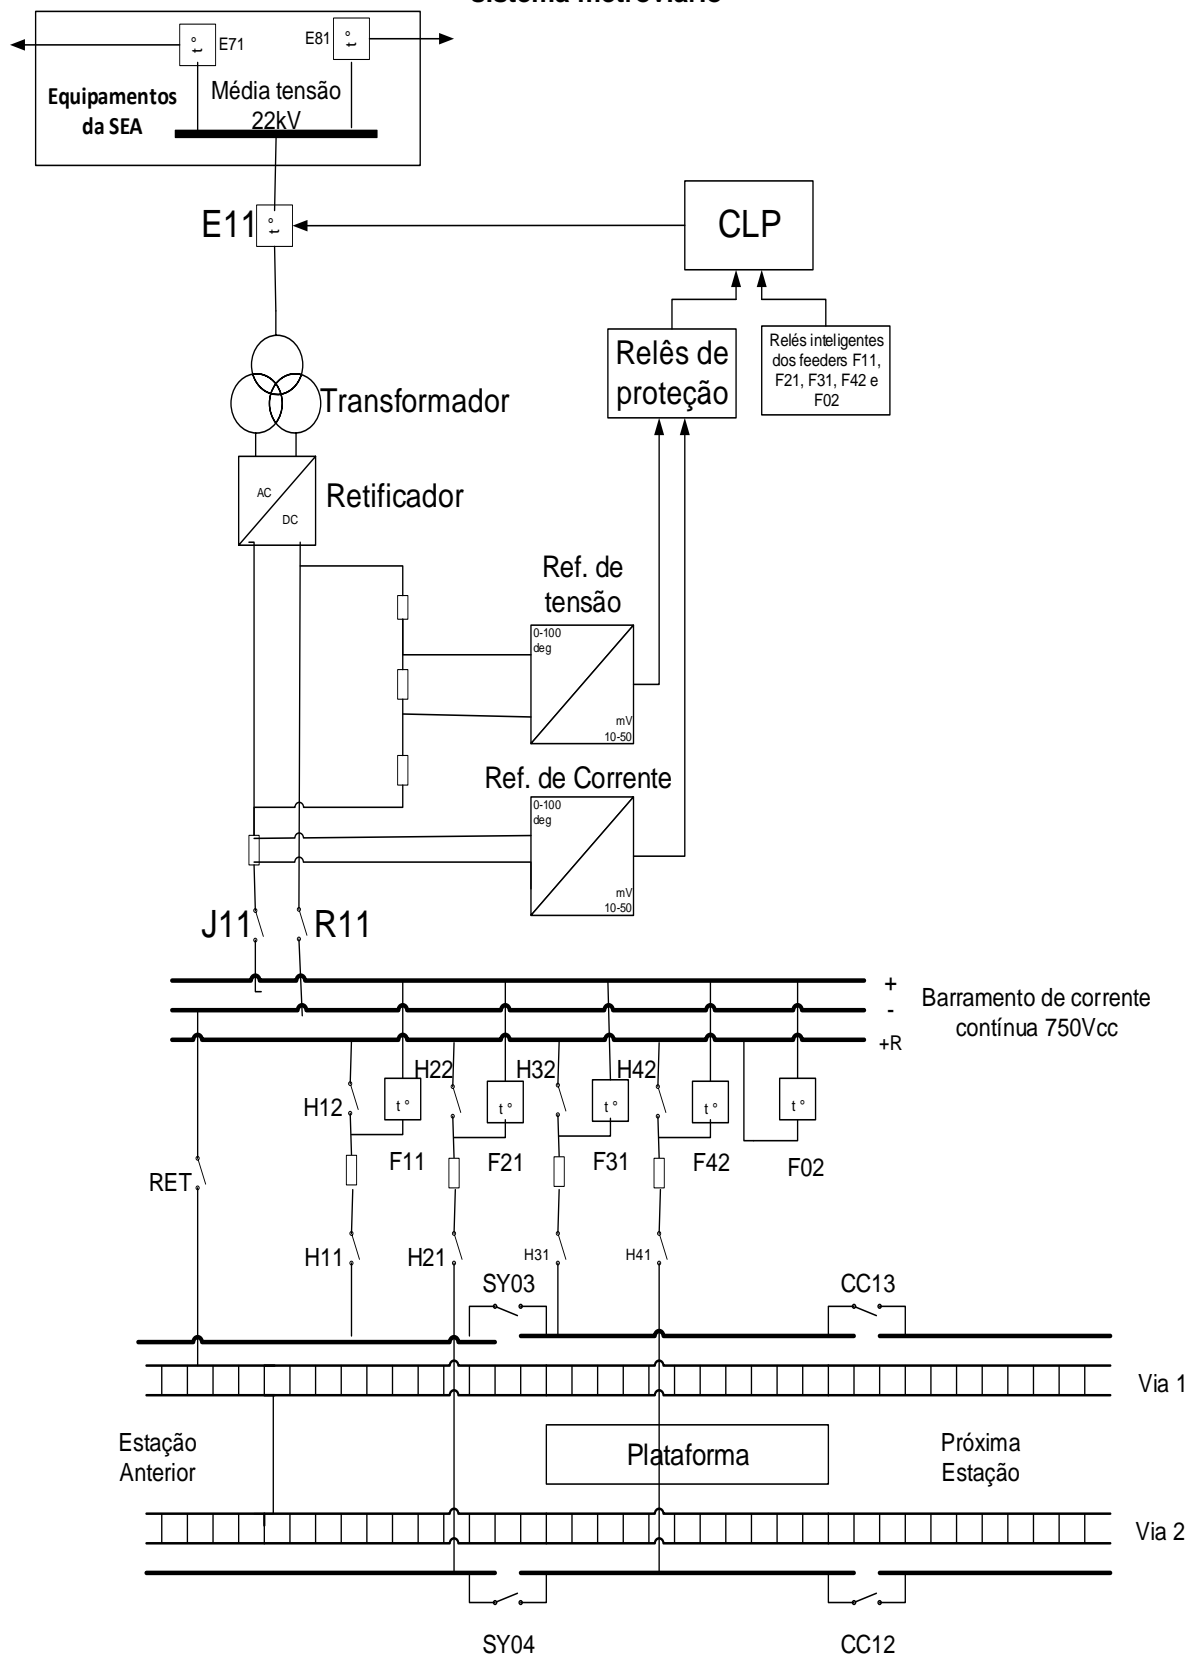 sistema metroviário
E71
E81
Equipamentos
da SEA
Média tensão
22kV
E11
CLP
Relês de
proteção
Relés inteligentes
dos feeders F11,
F21, F31, F42 e
F02
Transformador
AC
DC
Retificador
Ref. de
tensão
0-100
deg
mV
10-50
Ref. de Corrente
0-100
deg
mV
10-50
J11
R11
+
-
+R
Barramento de corrente
contínua 750Vcc
H12
H22
H32
H42
t °
t °
t °
t °
t °
F11
F21
F31
F42
F02
RET
H11
H21
H31
H41
SY03
CC13
Via 1
Estação
Anterior
Plataforma
Próxima
Estação
Via 2
SY04
CC12